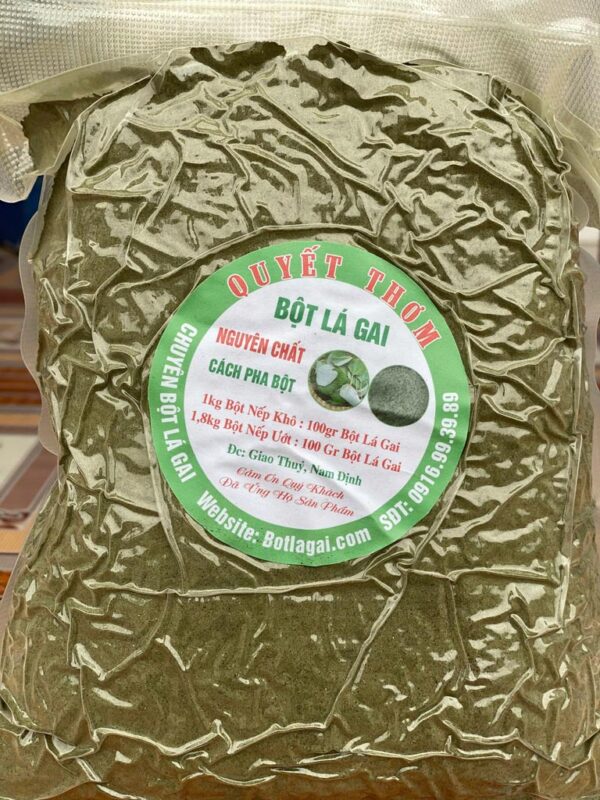 QUYẾT THƠM
BỘT LÁ GAI
NGUYÊN CHẤT
CÁCH PHA BỘT
1kg Bột Nếp Khô : 100gr Bột Lá Gai
1,8kg Bột Nếp Ướt : 100 Gr Bột Lá Gai
Đc: Giao Thuỷ, Nam Định
Cảm Ơn Quý Khách
Đã Ủng Hộ Sản Phẩm
CHUYÊN BỘT LÁ GAI
Website: Botlagai.com
SĐT: 0916.99.39.89